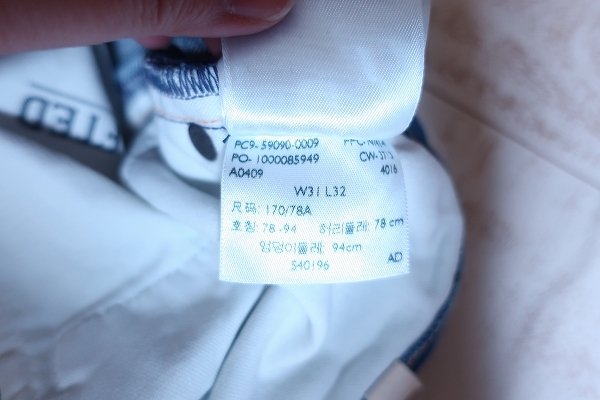 PC9-59090-0009
PO-1000085949
A0409 4016
W31 L32
尺码: 170/78A
호칭: 78-94 허리둘레: 78 cm
엉덩이둘레: 94cm
S40196 AD